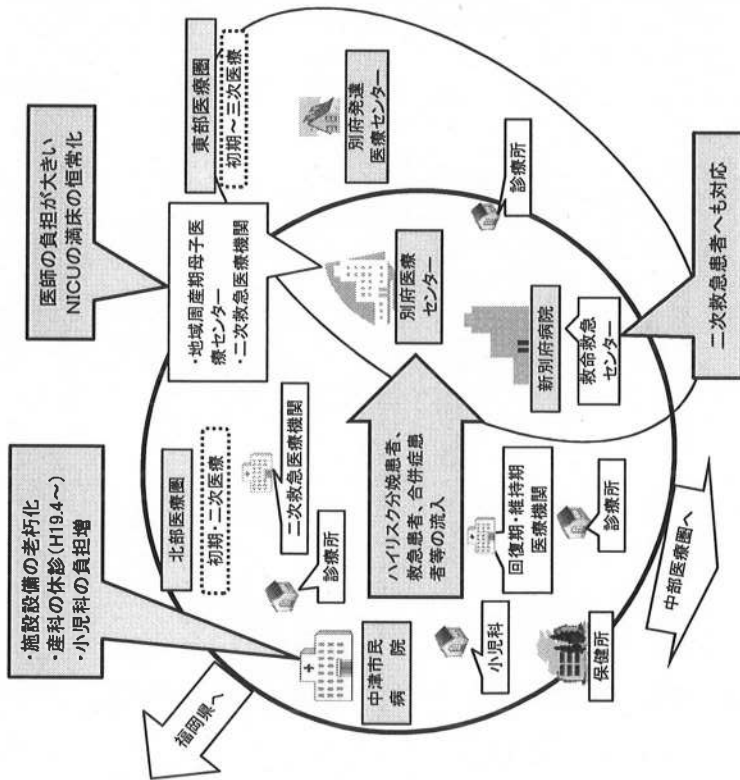 ・施設設備の老朽化
・産科の休診(H19.4～)
・小児科の負担増
医師の負担が大きい
NICUの満床の恒常化
福岡県へ
北部医療圏
初期・二次医療
・地域周産期母子医
療センター
・二次救急医療機関
東部医療圏
初期～三次医療
中津市民
病　院
診療所
二次救急医療機関
別府医療
センター
別府発達
医療センター
小児科
ハイリスク分娩患者、
救急患者、合併症患
者等の流入
回復期・維持期
医療機関
新別府病院
救命救急
センター
診療所
保健所
診療所
中部医療圏へ
二次救急患者へも対応